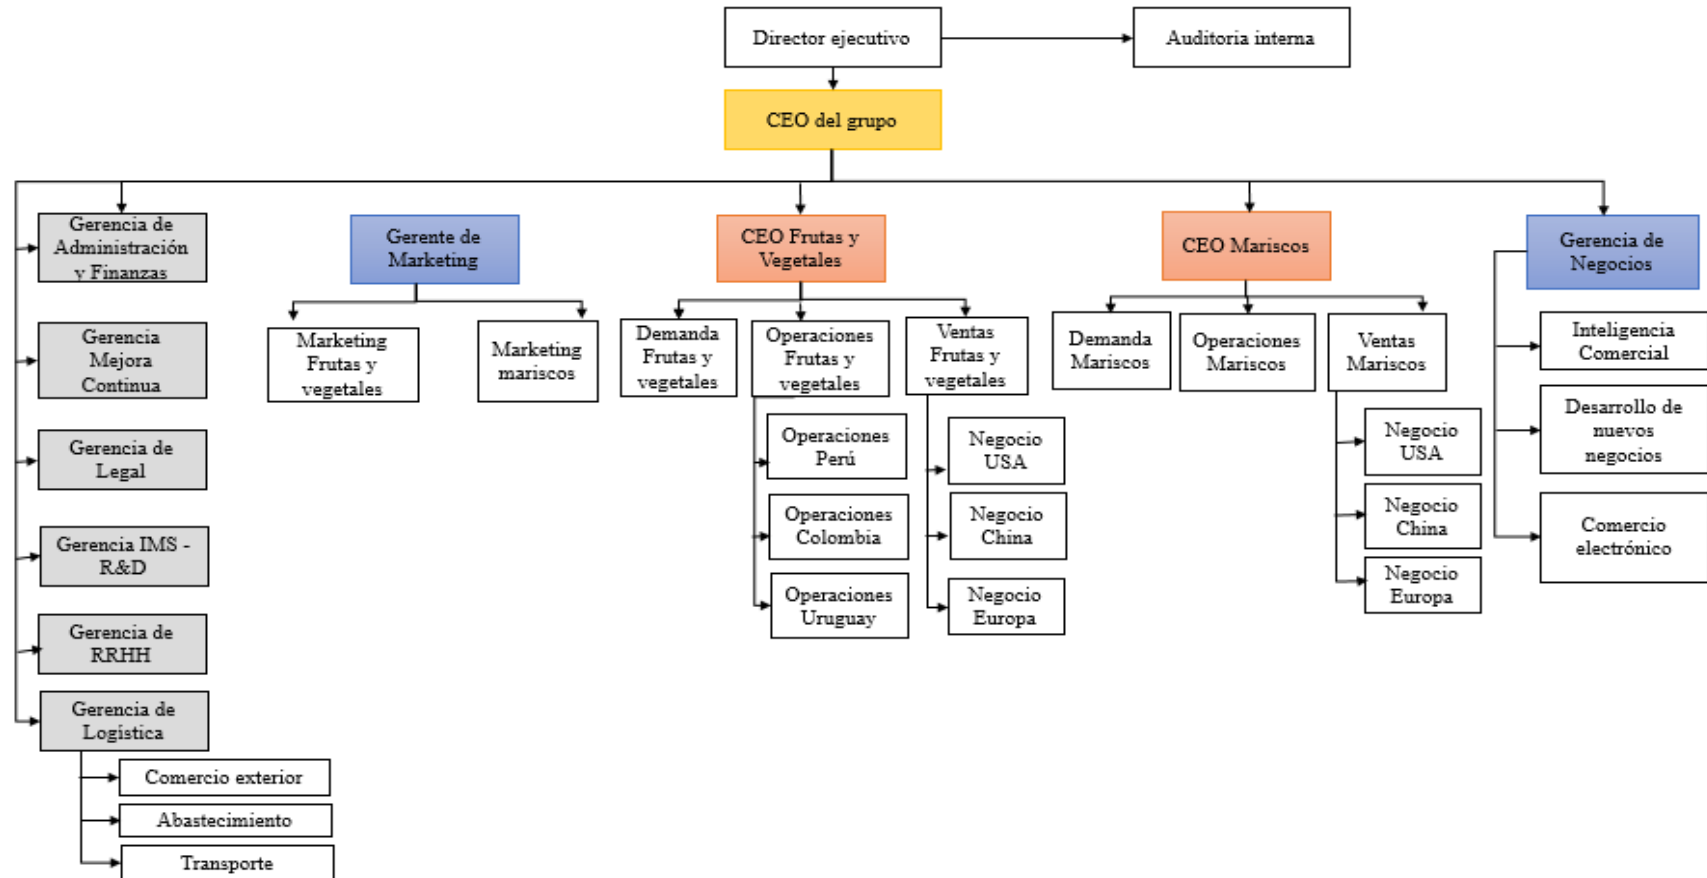 Director ejecutivo
Auditoria interna
CEO del grupo
Gerencia de
Administración
y Finanzas
Gerencia
Mejora
Continua
Gerencia de
Legal
Gerencia IMS -
R&D
Gerencia de
RRHH
Gerencia de
Logística
Comercio exterior
Abastecimiento
Transporte
Gerente de
Marketing
Marketing
Frutas y
vegetales
Marketing
mariscos
CEO Frutas y
Vegetales
Demanda
Frutas y
vegetales
Operaciones
Frutas y
vegetales
Operaciones
Perú
Operaciones
Colombia
Operaciones
Uruguay
Ventas
Frutas y
vegetales
Negocio
USA
Negocio
China
Negocio
Europa
CEO Mariscos
Demanda
Mariscos
Operaciones
Mariscos
Ventas
Mariscos
Negocio
USA
Negocio
China
Negocio
Europa
Gerencia de
Negocios
Inteligencia
Comercial
Desarrollo de
nuevos
negocios
Comercio
electrónico